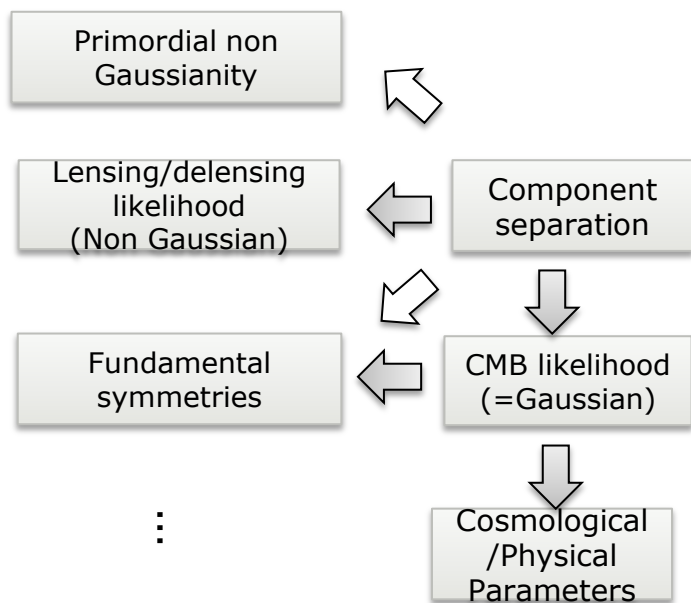 Primordial non
Gaussianity
Lensing/delensing
likelihood
(Non Gaussian)
Component
separation
Fundamental
symmetries
CMB likelihood
(=Gaussian)
⋮
Cosmological
/Physical
Parameters